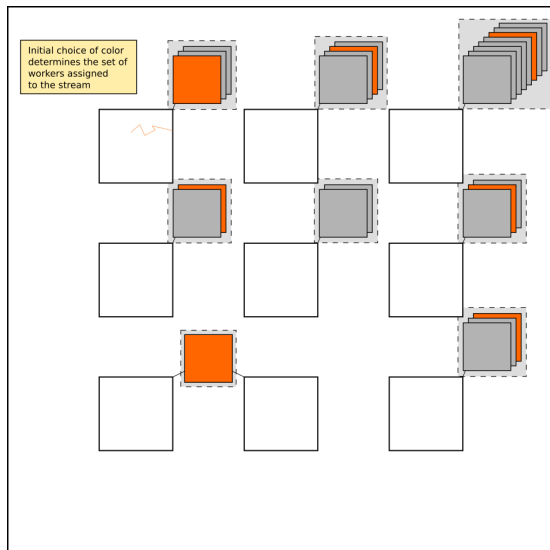 Initial choice of color
determines the set of
workers assigned
to the stream